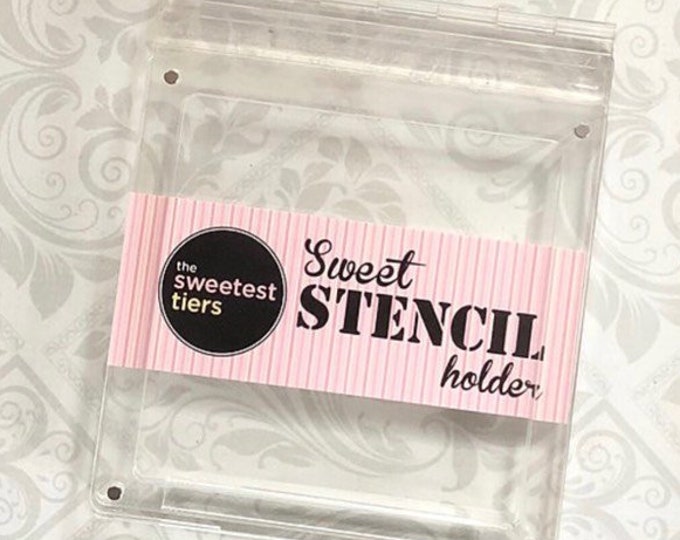 the
sweetest
tiers
Sweet
STENCIL
holder